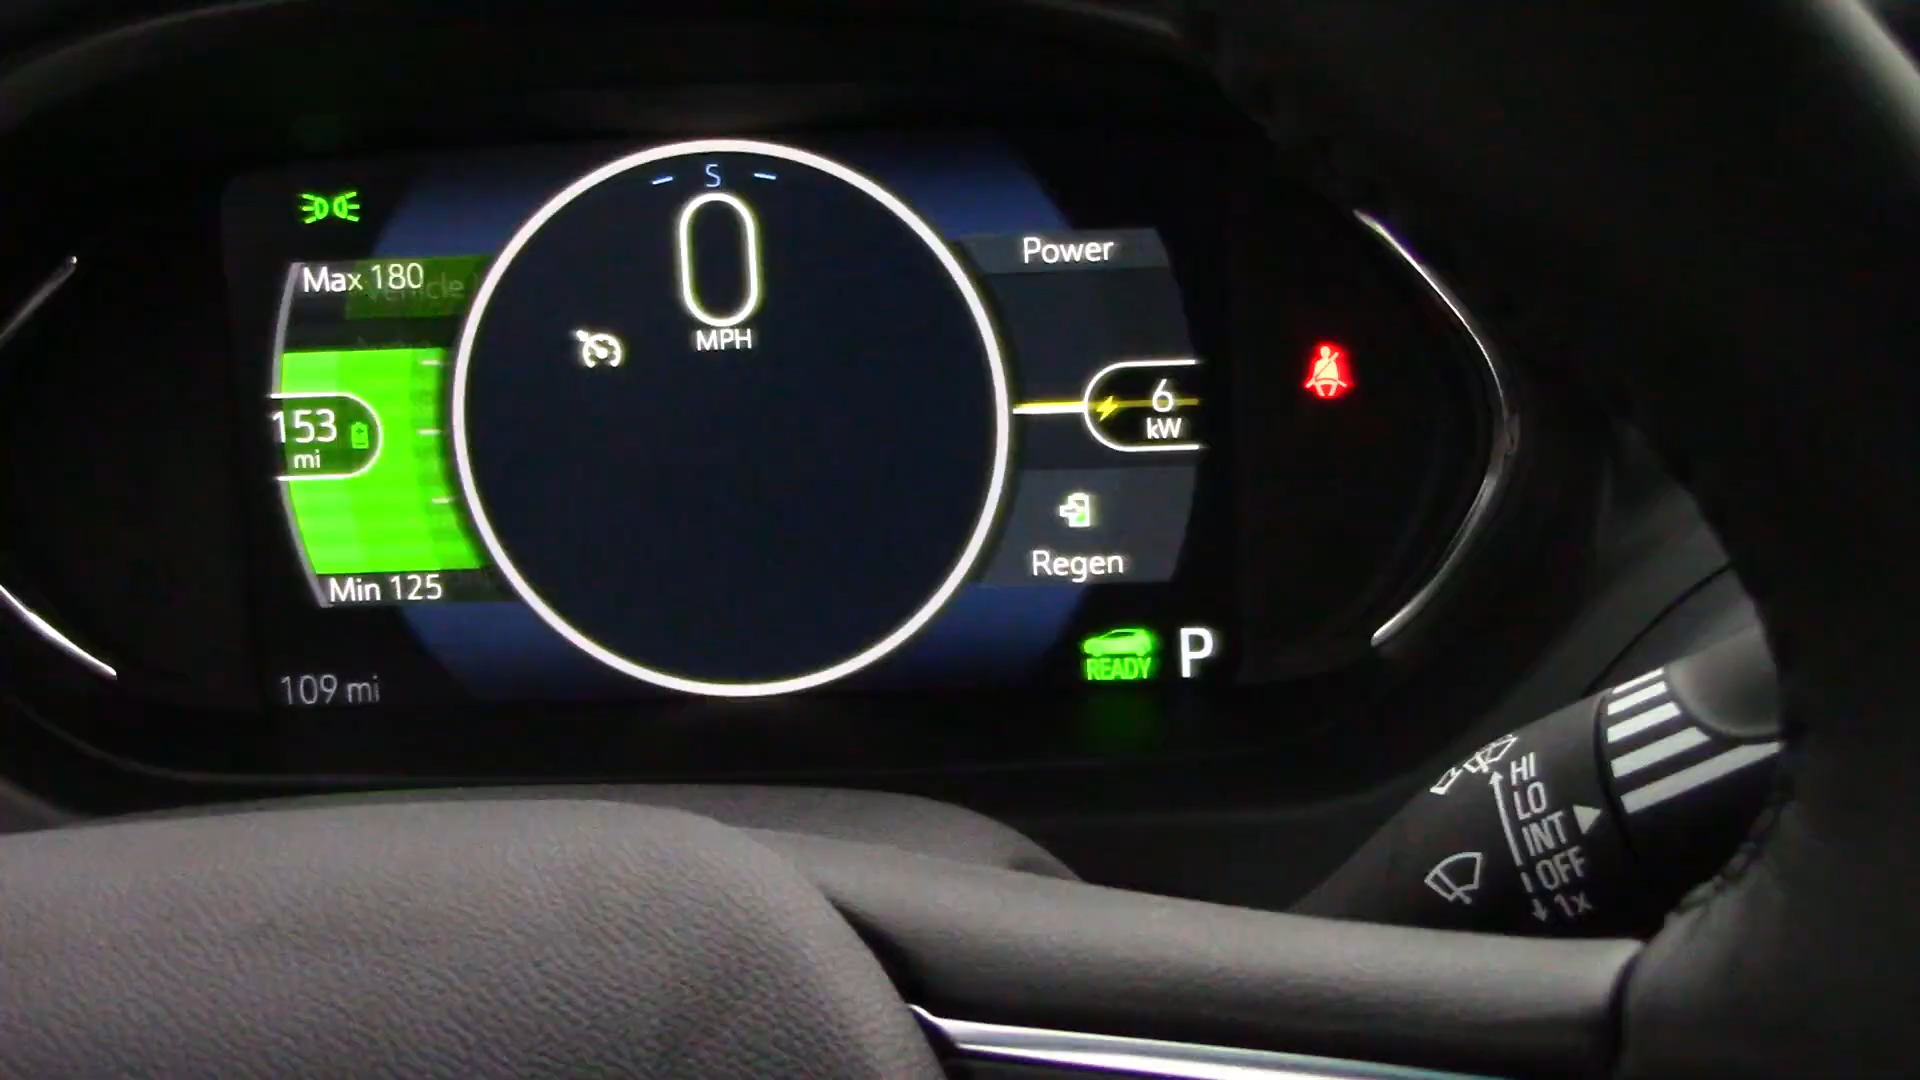 S
0
MPH
Max 180
Vehicle
153
mi
Min 125
109 mi
Power
6
kW
Regen
READY
P
HI
LO
INT
OFF
1x